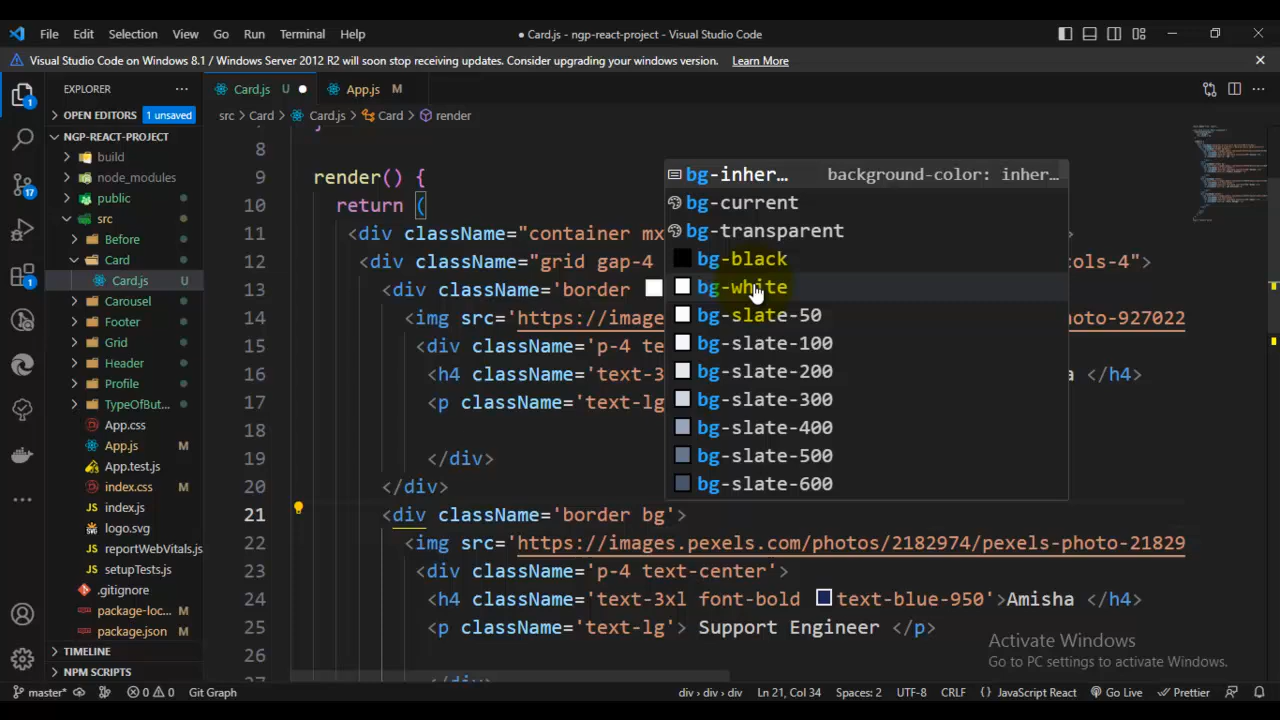 File Edit Selection View Go Run Terminal Help
● Card.js - ngp-react-project - Visual Studio Code
Visual Studio Code on Windows 8.1 / Windows Server 2012 R2 will soon stop receiving updates. Consider upgrading your windows version. Learn More
EXPLORER
OPEN EDITORS 1 unsaved
NGP-REACT-PROJECT
build
node_modules
public
src
Before
Card
Card.js U
Carousel
Footer
Grid
Header
Profile
TypeOfBut...
App.css
App.js M
App.test.js
index.css M
index.js
logo.svg
reportWebVitals.js
setupTests.js
.gitignore
package-loc... M
package.json M
TIMELINE
NPM SCRIPTS
1
17
1
Card.js U
App.js M
src > Card > Card.js > Card > render
8
9 render() {
10 return (
11 <div className="container mx
12 <div className="grid gap-4 cols-4">
13 <div className='border
14 <img src='https://image oto-927022
15 <div className='p-4 te
16 <h4 className='text-3 a </h4>
17 <p className='text-lg
18
19 </div>
20 </div>
21 <div className='border bg'>
22 <img src='https://images.pexels.com/photos/2182974/pexels-photo-21829
23 <div className='p-4 text-center'>
24 <h4 className='text-3xl font-bold text-blue-950'>Amisha </h4>
25 <p className='text-lg'> Support Engineer </p>
26
bg-inher... background-color: inher...
bg-current
bg-transparent
bg-black
bg-white
bg-slate-50
bg-slate-100
bg-slate-200
bg-slate-300
bg-slate-400
bg-slate-500
bg-slate-600
Activate Windows
Go to PC settings to activate Windows.
master* 0 0 Git Graph div › div › div Ln 21, Col 34 Spaces: 2 UTF-8 CRLF {} JavaScript React Go Live Prettier